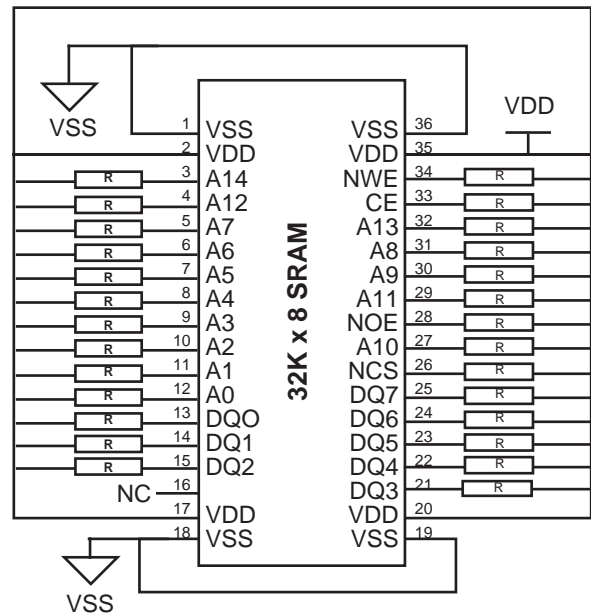 VSS
VDD
32K x 8 SRAM
1 VSS
2 VDD
R 3 A14
R 4 A12
R 5 A7
R 6 A6
R 7 A5
R 8 A4
R 9 A3
R 10 A2
R 11 A1
R 12 A0
R 13 DQO
R 14 DQ1
R 15 DQ2
NC 16
17 VDD
18 VSS
VSS 36
VDD 35
NWE 34 R
CE 33 R
A13 32 R
A8 31 R
A9 30 R
A11 29 R
NOE 28 R
A10 27 R
NCS 26 R
DQ7 25 R
DQ6 24 R
DQ5 23 R
DQ4 22 R
DQ3 21 R
VDD 20
VSS 19
VSS